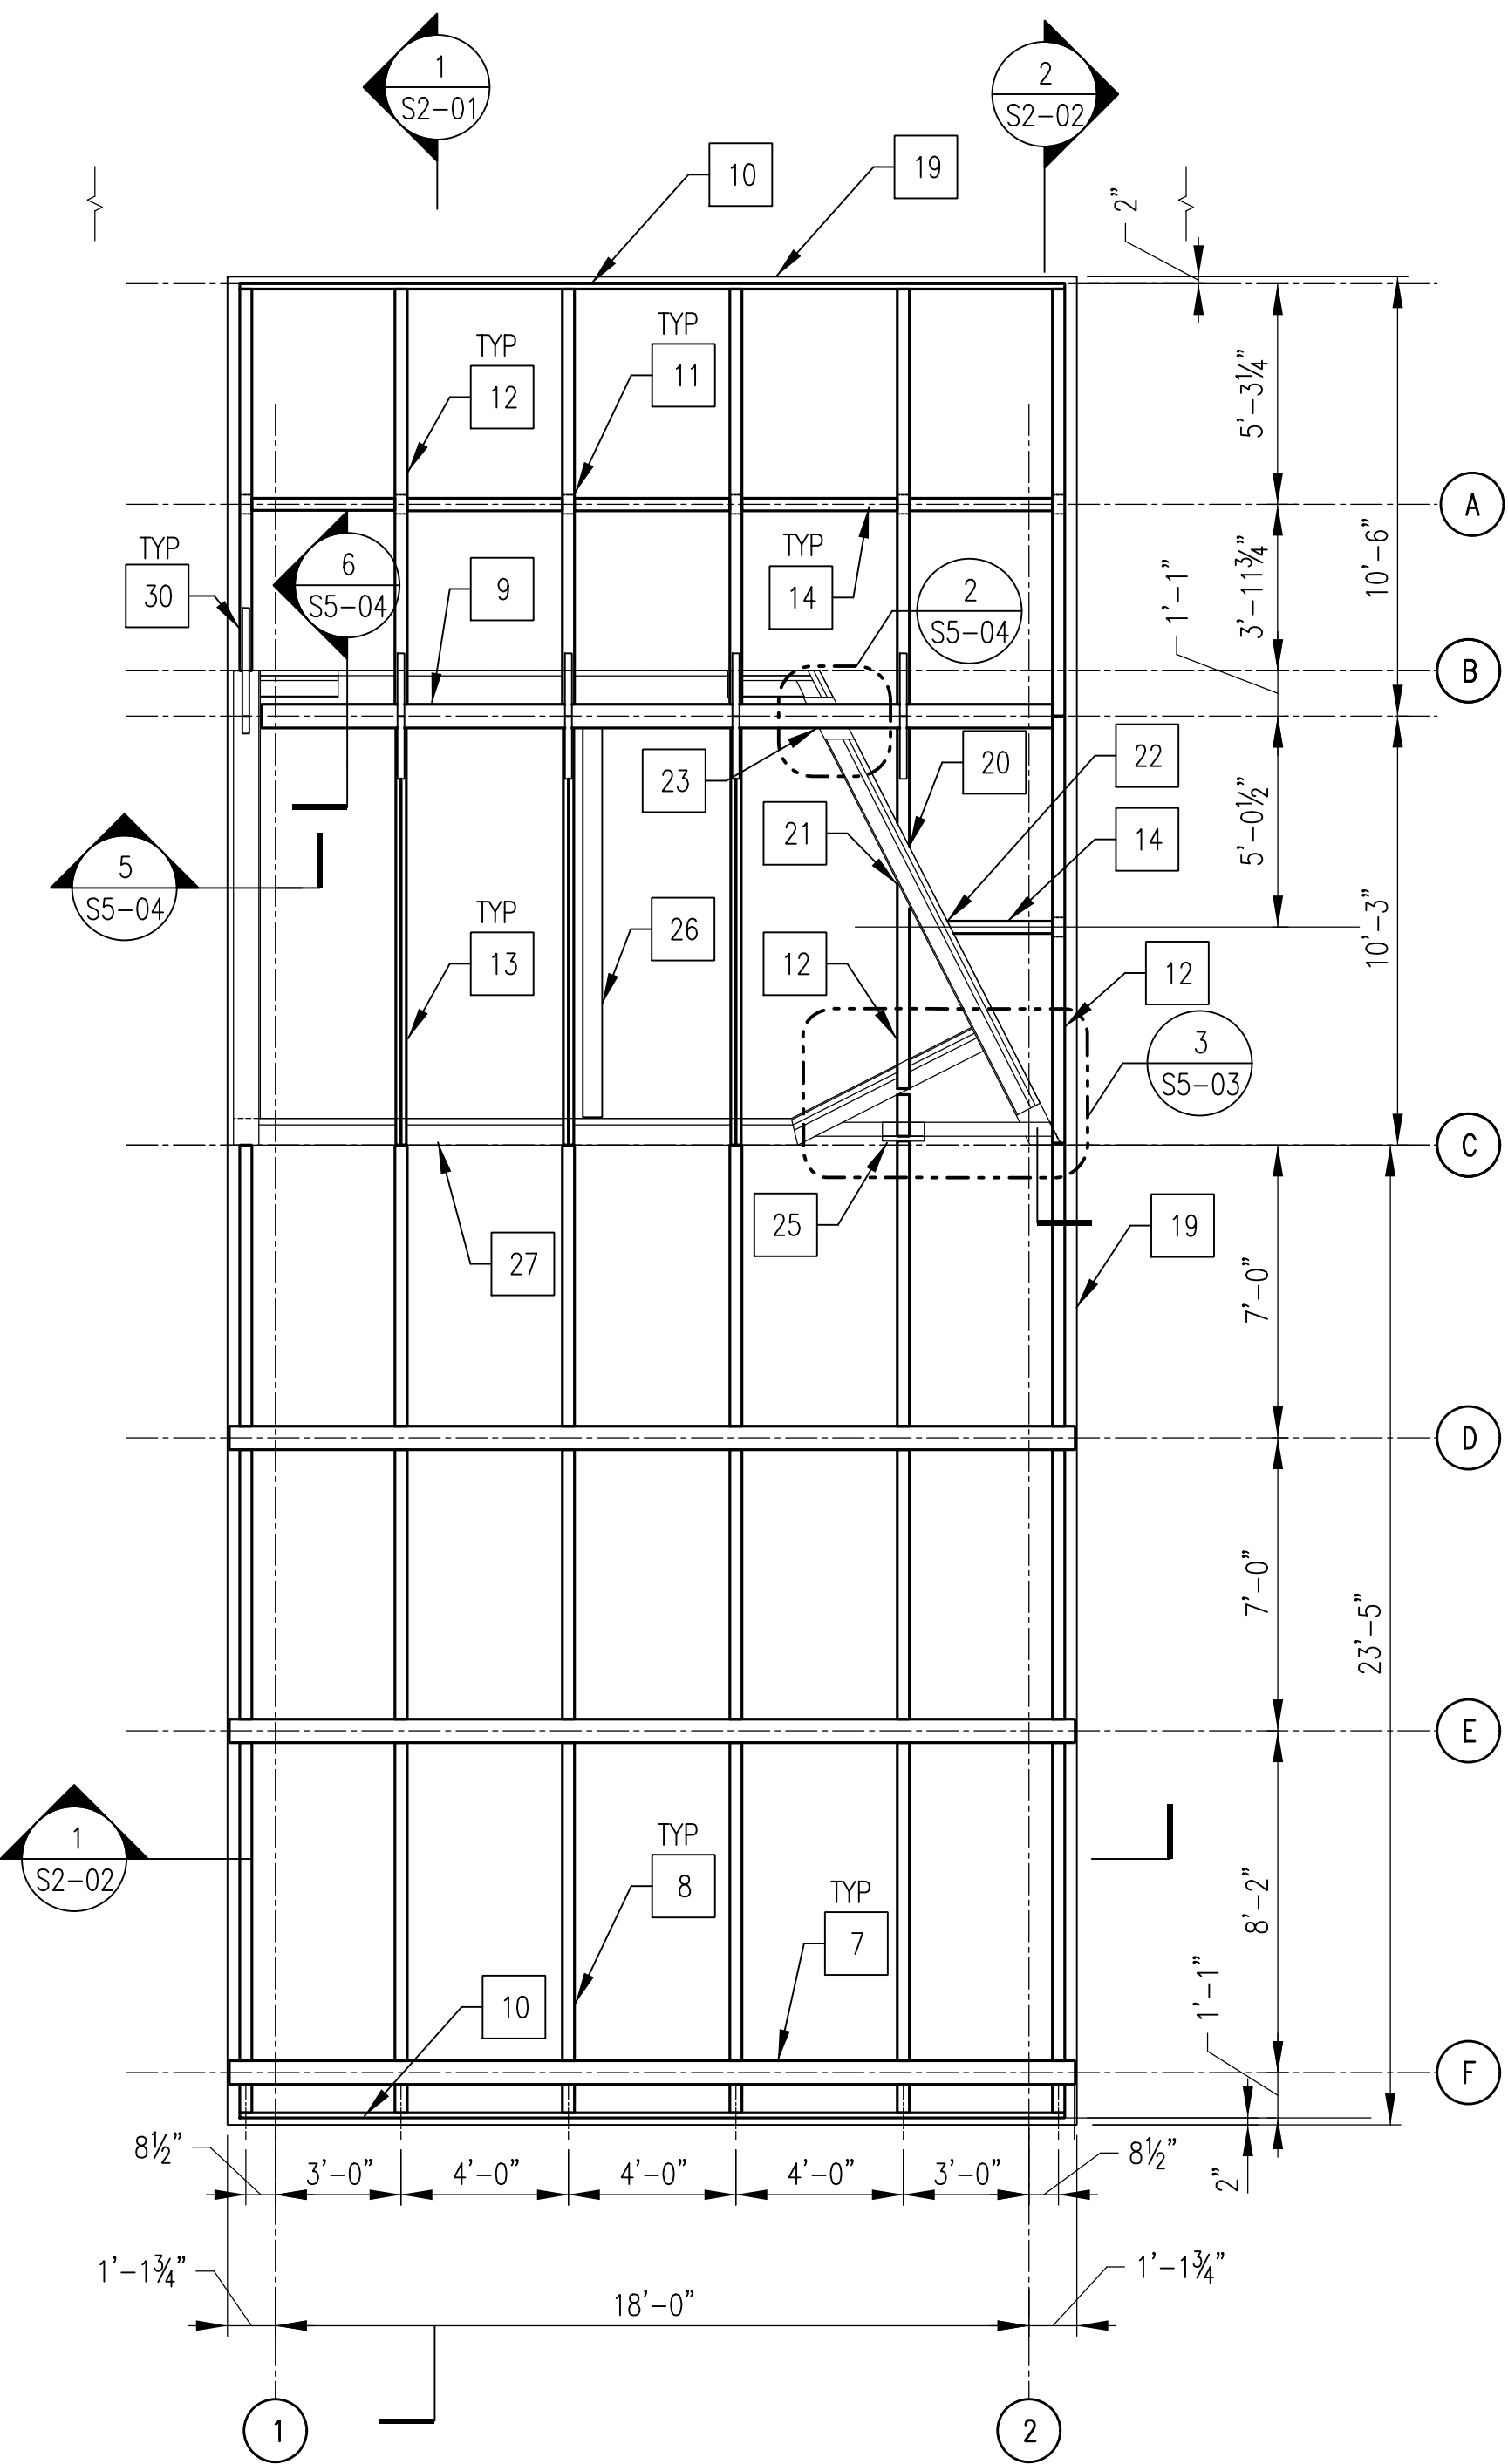 1
S2-01
2
S2-02
10
19
2"
TYP
12
TYP
11
5'-3¼"
A
10'-6"
TYP
30
6
S5-04
9
TYP
14
2
S5-04
1'-1"
3'-11¾"
B
23
20
22
21
14
5'-0½"
5
S5-04
TYP
13
26
12
12
10'-3"
3
S5-03
C
25
19
27
7'-0"
D
7'-0"
23'-5"
E
1
S2-02
TYP
8
TYP
7
8'-2"
10
1'-1"
F
8½"
3'-0"
4'-0"
4'-0"
4'-0"
3'-0"
8½"
2"
1'-1¾"
18'-0"
1'-1¾"
1
2